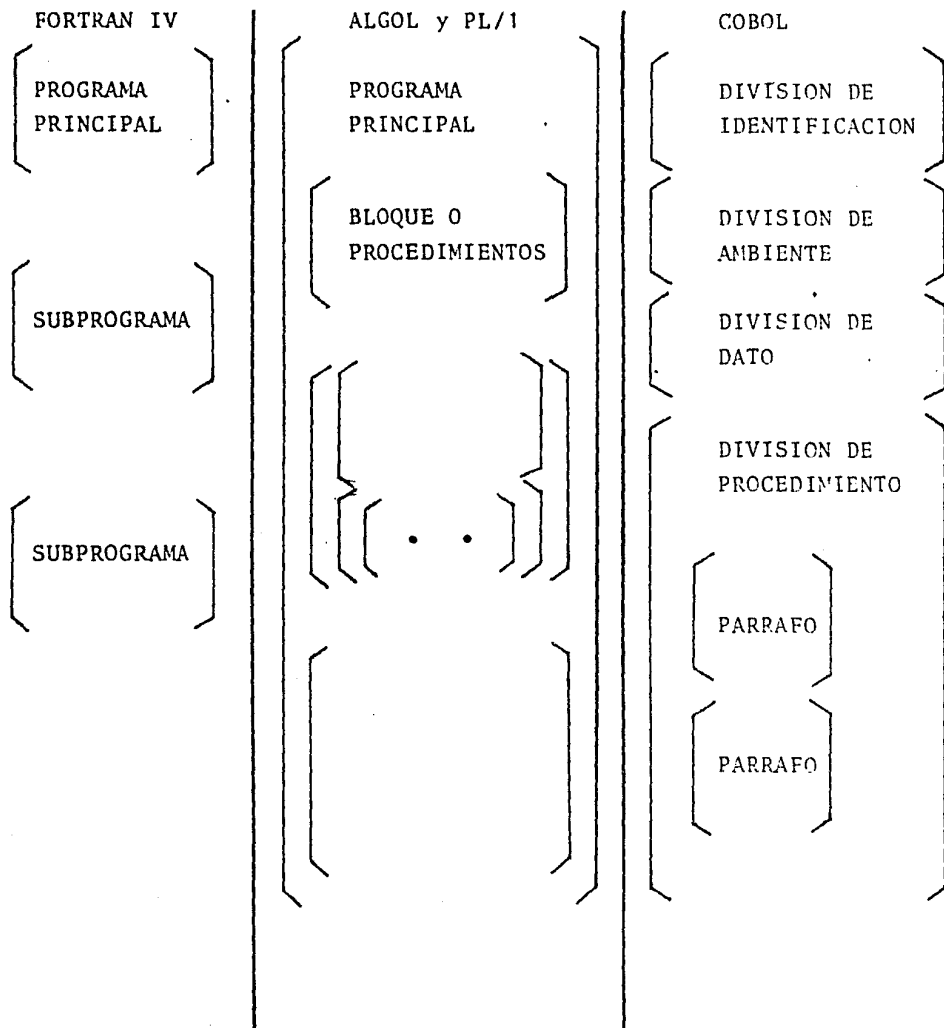 FORTRAN IV
PROGRAMA
PRINCIPAL
SUBPROGRAMA
SUBPROGRAMA
ALGOL y PL/1
PROGRAMA
PRINCIPAL
BLOQUE O
PROCEDIMIENTOS
COBOL
DIVISION DE
IDENTIFICACION
DIVISION DE
AMBIENTE
DIVISION DE
DATO
DIVISION DE
PROCEDIMIENTO
PARRAFO
PARRAFO